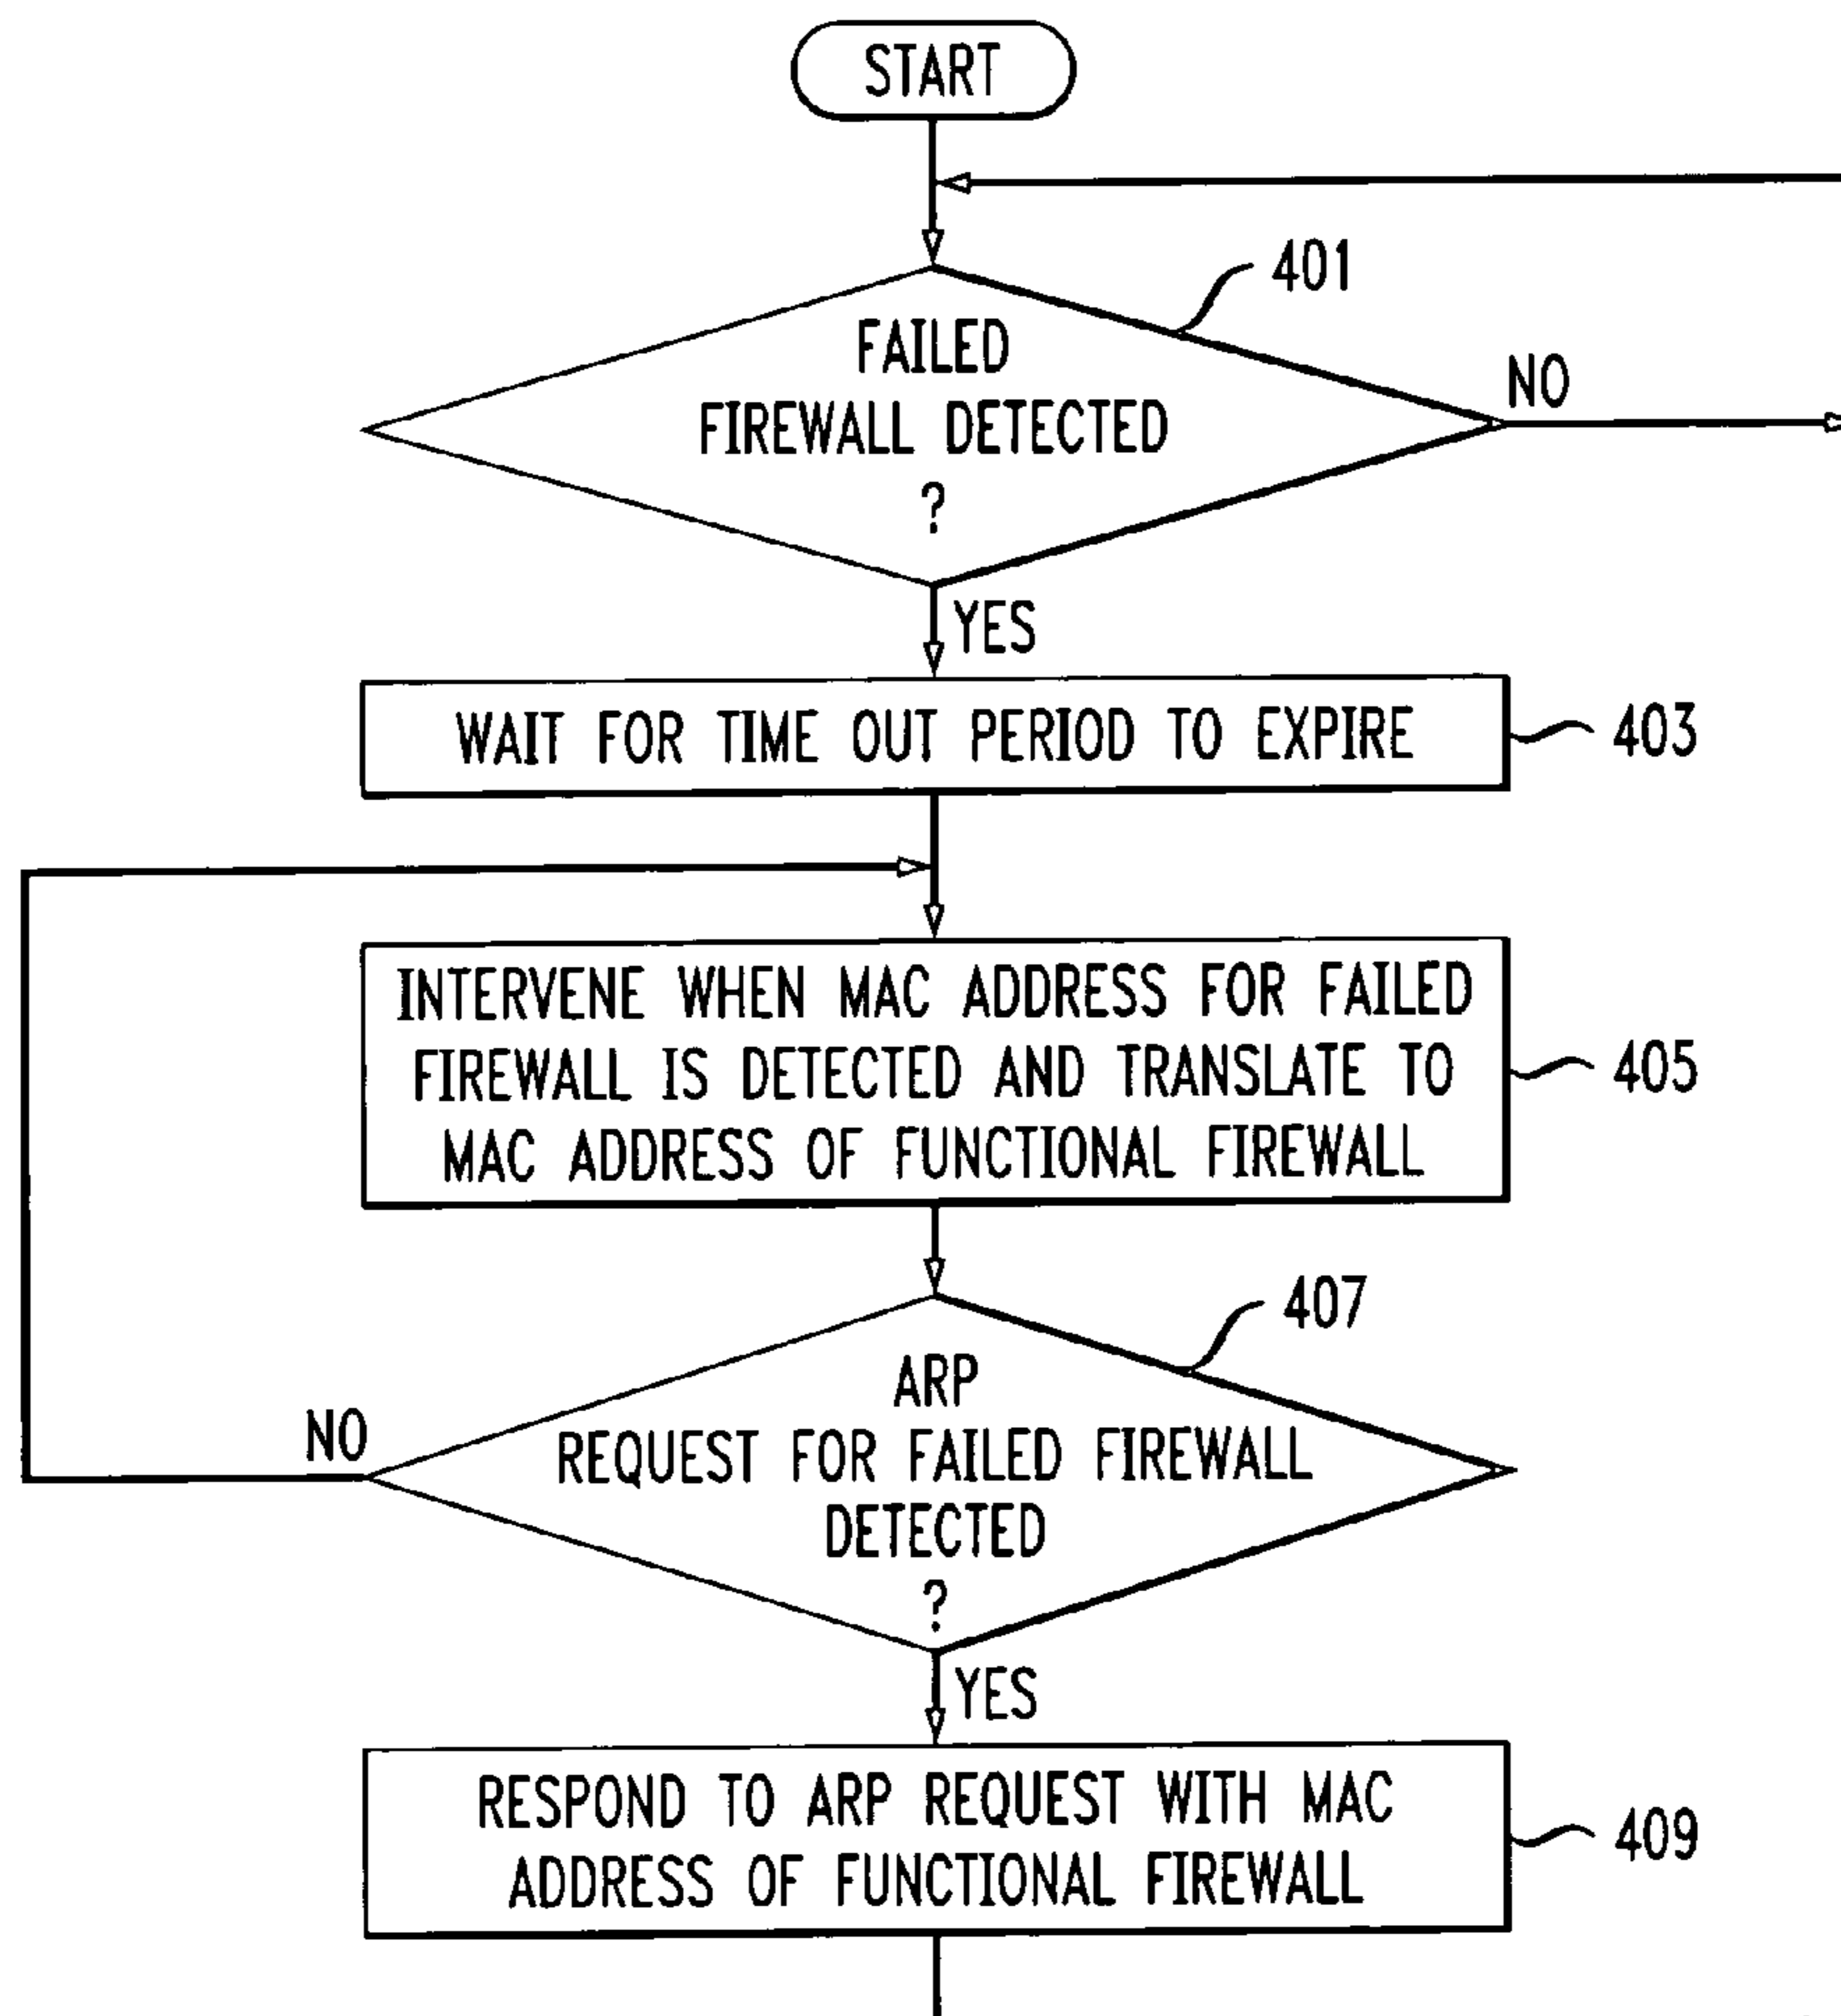 START
401
FAILED
FIREWALL DETECTED
?
NO
YES
WAIT FOR TIME OUT PERIOD TO EXPIRE
403
INTERVENE WHEN MAC ADDRESS FOR FAILED
FIREWALL IS DETECTED AND TRANSLATE TO
MAC ADDRESS OF FUNCTIONAL FIREWALL
405
407
ARP
REQUEST FOR FAILED FIREWALL
DETECTED
?
NO
YES
RESPOND TO ARP REQUEST WITH MAC
ADDRESS OF FUNCTIONAL FIREWALL
409